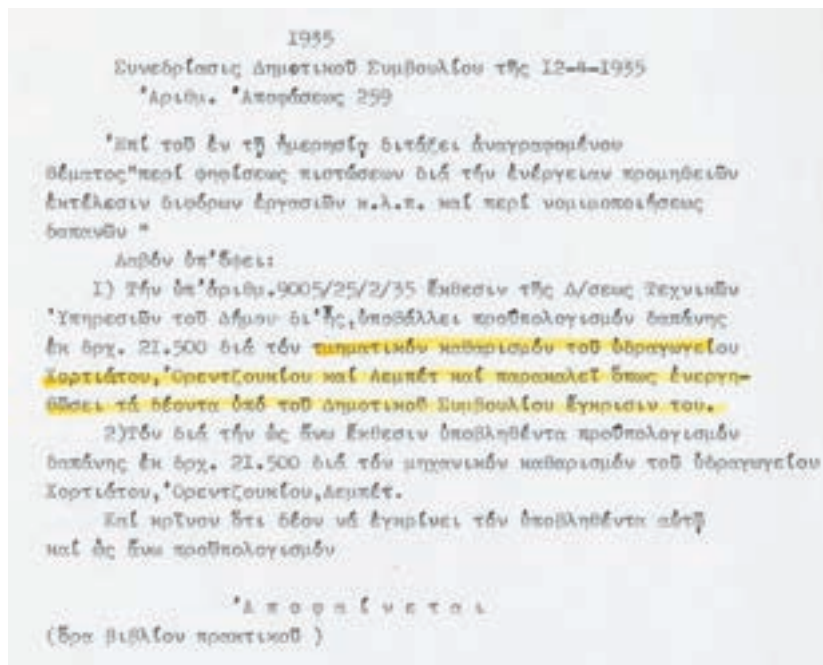 1935
Συνεδρίασις Δημοτικοῦ Συμβουλίου τῆς 12-4-1935
Ἀριθμ. Ἀποφάσεως 259
Ἐπί τοῦ ἐν τῇ ἡμερησίᾳ διτάξει ἀναγραφομένου
θέματος"περί ψηφίσεως πιστώσεων διά τήν ἐνέργειαν προμηθειῶν
ἐκτέλεσιν διφόρων ἐργασιῶν κ.λ.π. καί περί νομιμοποιήσεως
δαπανῶν "
Λαβόν ὑπ'ὄψει:
1) Τήν ὑπ'ἀριθμ.9005/25/2/35 ἔκθεσιν τῆς Δ/σεως Τεχνικῶν
Ὑπηρεσιῶν τοῦ Δήμου δι'ἧς,ὑποβάλλει προϋπολογισμόν δαπάνης
ἐκ δρχ. 21.500 διά τόν τμηματικόν καθαρισμόν τοῦ ὑδραγωγείου
Χορτιάτου,Ὀρεντζουκίου καί Λεμπέτ καί παρακαλεῖ ὅπως ἐνεργη-
θῶσει τά δέοντα ὑπό τοῦ Δημοτικοῦ Συμβουλίου ἔγκρισιν του.
2)Τόν διά τήν ὡς ἄνω ἔκθεσιν ὑποβληθέντα προϋπολογισμόν
δαπάνης ἐκ δρχ. 21.500 διά τόν μηχανικόν καθαρισμόν τοῦ ὑδραγωγείου
Χορτιάτου,Ὀρεντζουκίου,Λεμπέτ.
Καί κρῖνον ὅτι δέον νά ἐγκρίνει τόν ὑποβληθέντα αὐτῷ
καί ὡς ἄνω προϋπολογισμόν
Ἀ π ο φ α ί ν ε τ α ι
(ὅρα βιβλίον πρακτικοῦ )